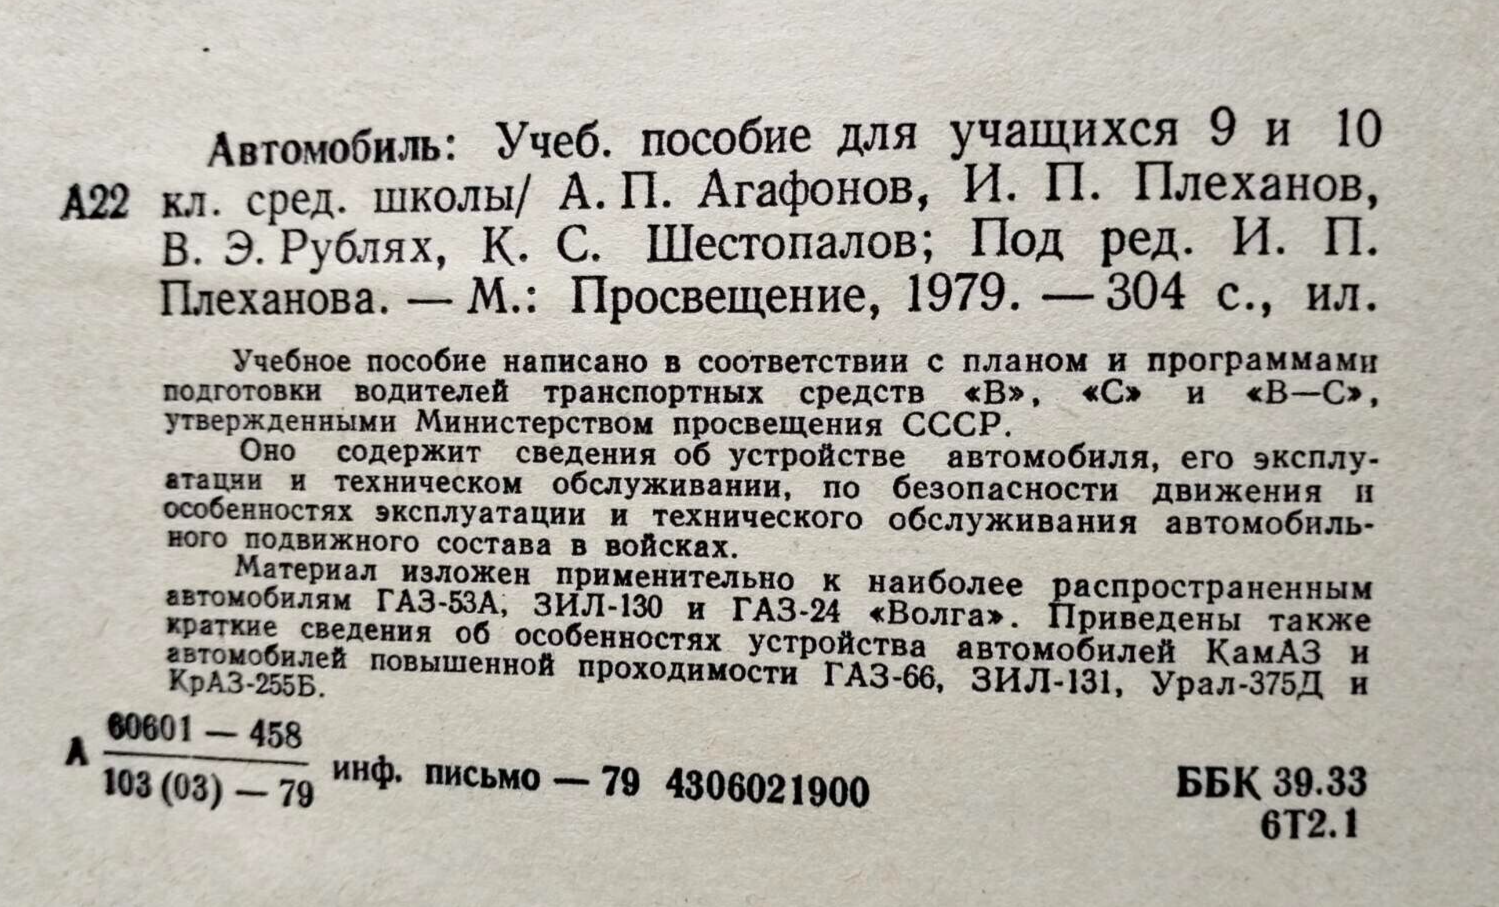 Автомобиль: Учеб. пособие для учащихся 9 и 10
А22 кл. сред. школы/ А. П. Агафонов, И. П. Плеханов,
В. Э. Рублях, К. С. Шестопалов; Под ред. И. П.
Плеханова. — М.: Просвещение, 1979. — 304 с., ил.
Учебное пособие написано в соответствии с планом и программами
подготовки водителей транспортных средств «В», «С» и «В—С»,
утвержденными Министерством просвещения СССР.
Оно содержит сведения об устройстве автомобиля, его эксплу-
атации и техническом обслуживании, по безопасности движения и
особенностях эксплуатации и технического обслуживания автомобиль-
ного подвижного состава в войсках.
Материал изложен применительно к наиболее распространенным
автомобилям ГАЗ-53А, ЗИЛ-130 и ГАЗ-24 «Волга». Приведены также
краткие сведения об особенностях устройства автомобилей КамАЗ и
автомобилей повышенной проходимости ГАЗ-66, ЗИЛ-131, Урал-375Д и
КрАЗ-255Б.
60601 — 458
А 103 (03) — 79 инф. письмо — 79 4306021900
ББК 39.33
6Т2.1